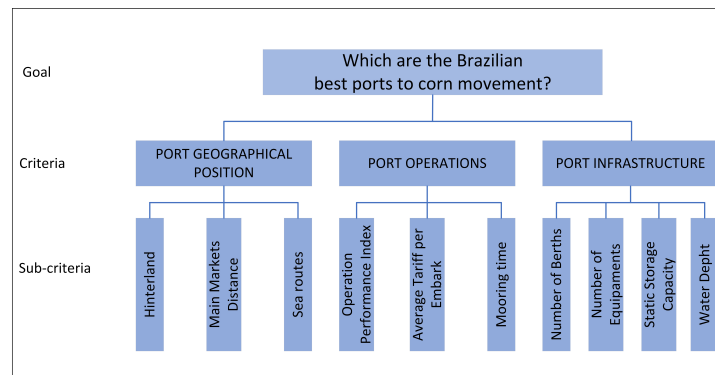 Goal
Which are the Brazilian
best ports to corn movement?
Criteria
PORT GEOGRAPHICAL
POSITION
PORT OPERATIONS
PORT INFRASTRUCTURE
Sub-criteria
Hinterland
Main Markets
Distance
Sea routes
Operation
Performance Index
Average Tariff per
Embark
Mooring time
Number of Berths
Number of
Equipaments
Static Storage
Capacity
Water Depht